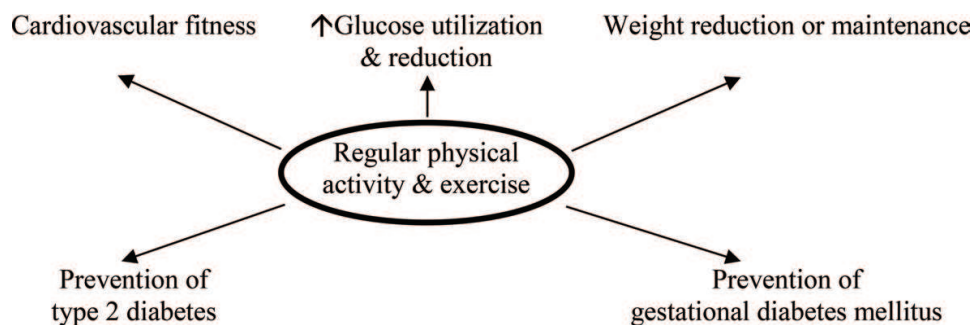 Cardiovascular fitness
↑Glucose utilization
& reduction
Weight reduction or maintenance
Regular physical
activity & exercise
Prevention of
type 2 diabetes
Prevention of
gestational diabetes mellitus